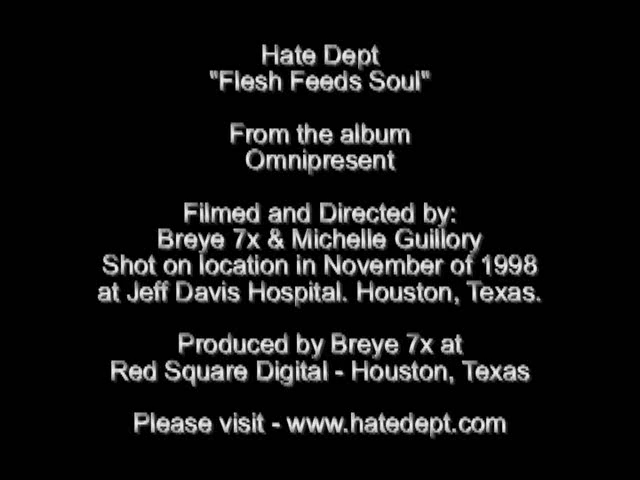 Hate Dept
"Flesh Feeds Soul"
From the album
Omnipresent
Filmed and Directed by:
Breye 7x & Michelle Guillory
Shot on location in November of 1998
at Jeff Davis Hospital. Houston, Texas.
Produced by Breye 7x at
Red Square Digital - Houston, Texas
Please visit - www.hatedept.com